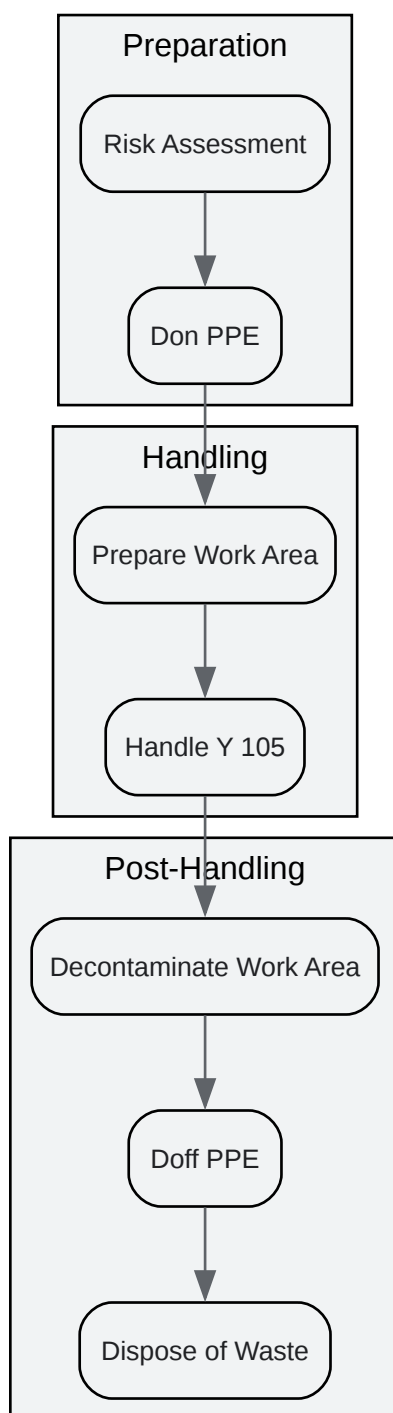 Preparation
Risk Assessment
Don PPE
Handling
Prepare Work Area
Handle Y 105
Post-Handling
Decontaminate Work Area
Doff PPE
Dispose of Waste